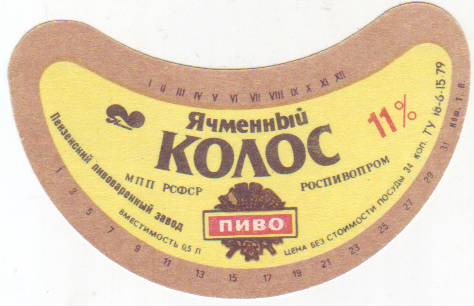 I II III IV V VI VII VIII IX X XI XII
Ячменный
КОЛОС
11%
Пензенский пивоваренный завод
МПП РСФСР
РОСПИВОПРОМ
ПИВО
ВМЕСТИМОСТЬ 0,5 Л
ЦЕНА БЕЗ СТОИМОСТИ ПОСУДЫ 3z коп. ТУ 18-6-15-79
1 3 5 7 9 11 13 15 17 19 21 23 25 27 29 31 Кош. т. п.